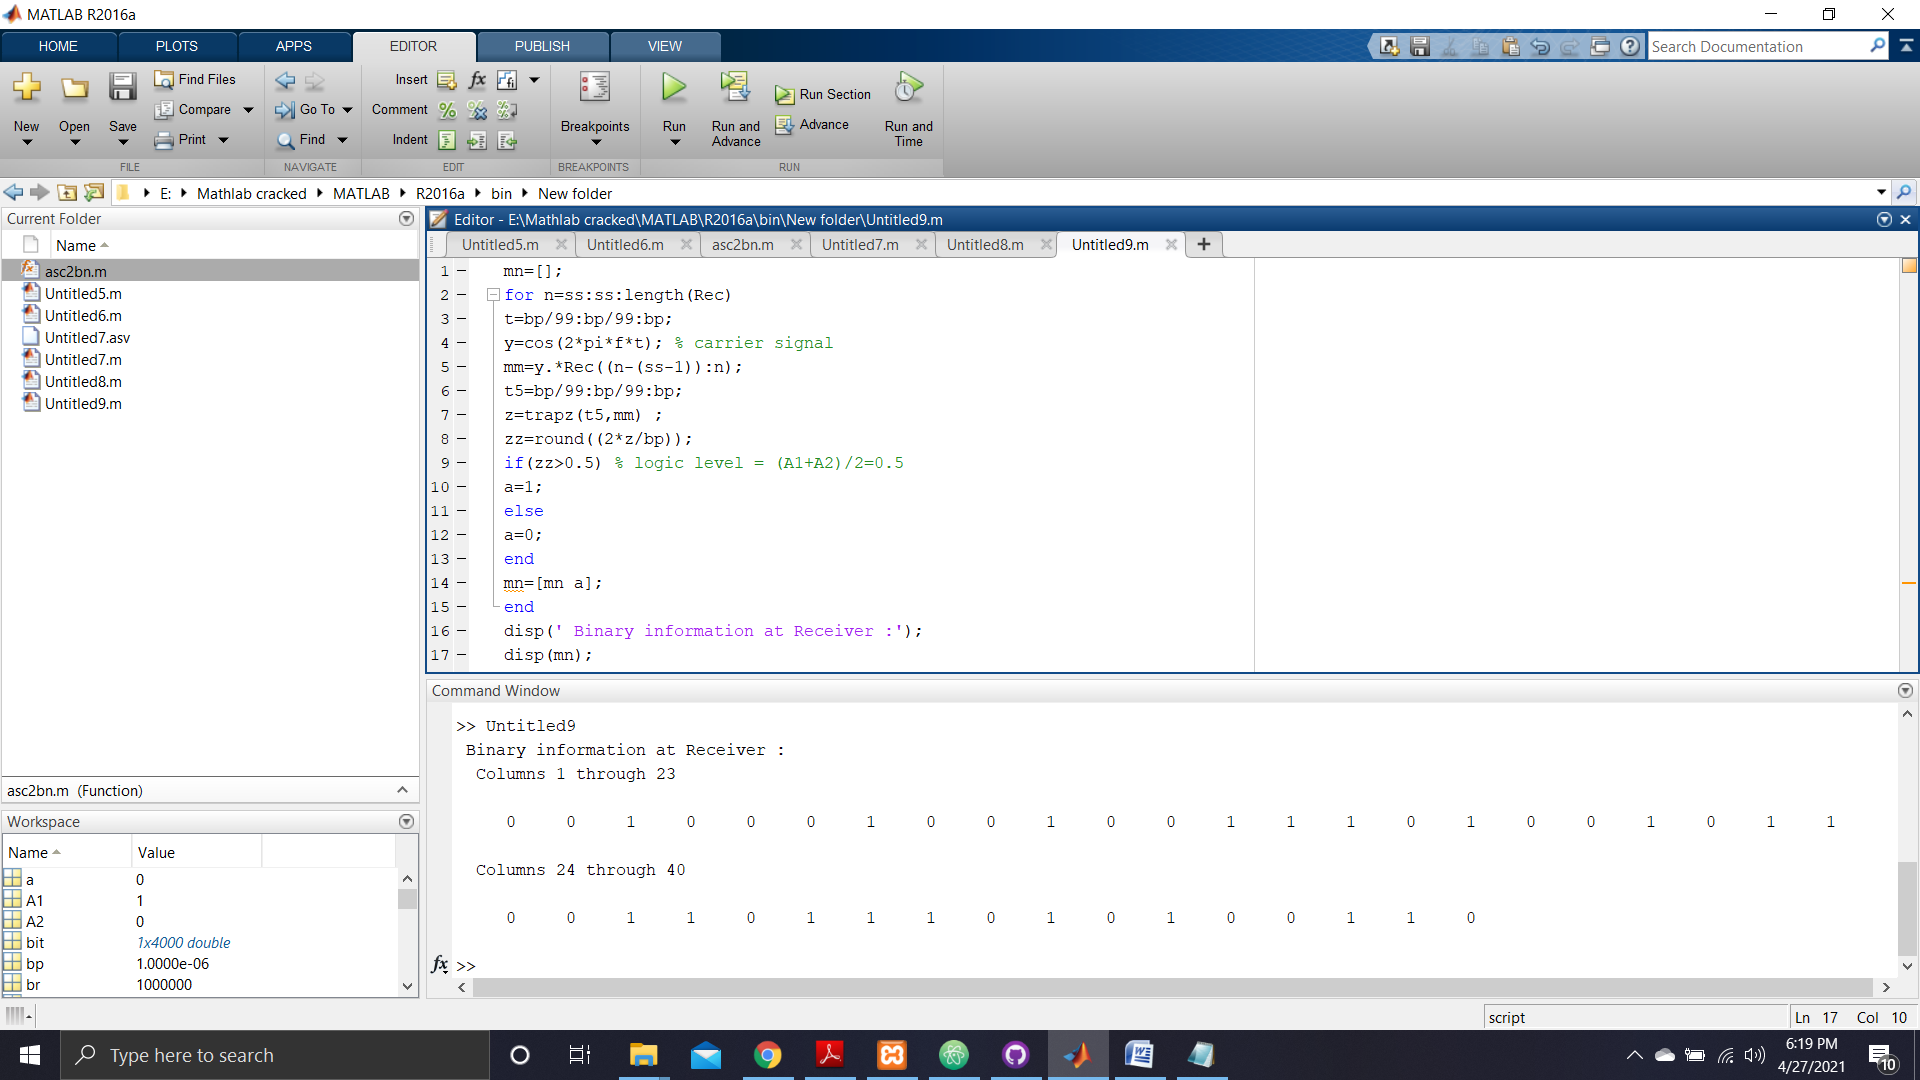 MATLAB R2016a
HOME PLOTS APPS EDITOR PUBLISH VIEW
Search Documentation
New Open Save
Find Files
Compare
Print
FILE
Go To
Find
NAVIGATE
Insert fx
Comment
Indent
EDIT
Breakpoints
BREAKPOINTS
Run
Run and Advance
Run Section
Advance
Run and Time
RUN
E: Mathlab cracked MATLAB R2016a bin New folder
Current Folder
Name
asc2bn.m
Untitled5.m
Untitled6.m
Untitled7.asv
Untitled7.m
Untitled8.m
Untitled9.m
asc2bn.m (Function)
Workspace
Name Value
a 0
A1 1
A2 0
bit 1x4000 double
bp 1.0000e-06
br 1000000
Editor - E:\Mathlab cracked\MATLAB\R2016a\bin\New folder\Untitled9.m
Untitled5.m Untitled6.m asc2bn.m Untitled7.m Untitled8.m Untitled9.m
1 mn=[];
2 for n=ss:ss:length(Rec)
3 t=bp/99:bp/99:bp;
4 y=cos(2*pi*f*t); % carrier signal
5 mm=y.*Rec((n-(ss-1)):n);
6 t5=bp/99:bp/99:bp;
7 z=trapz(t5,mm) ;
8 zz=round((2*z/bp));
9 if(zz>0.5) % logic level = (A1+A2)/2=0.5
10 a=1;
11 else
12 a=0;
13 end
14 mn=[mn a];
15 end
16 disp(' Binary information at Receiver :');
17 disp(mn);
Command Window
>> Untitled9
Binary information at Receiver :
Columns 1 through 23
0 0 1 0 0 0 1 0 0 1 0 0 1 1 1 0 1 0 0 1 0 1 1
Columns 24 through 40
0 0 1 1 0 1 1 1 0 1 0 1 0 0 1 1 0
fx >>
script
Ln 17 Col 10
Type here to search
6:19 PM
4/27/2021
10